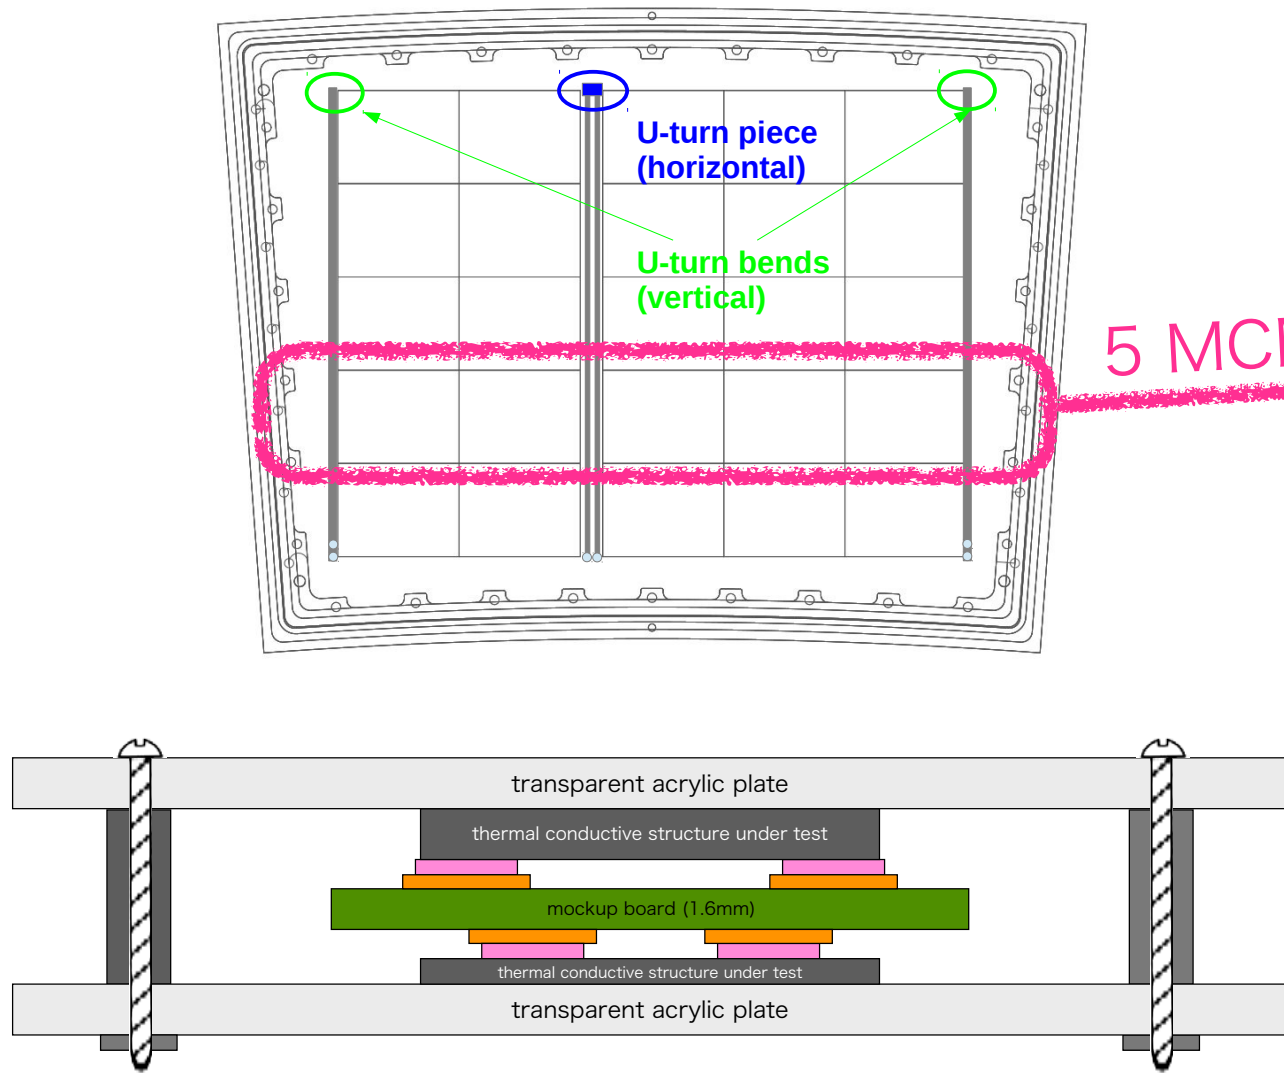 U-turn piece
(horizontal)
U-turn bends
(vertical)
5
transparent acrylic plate
thermal conductive structure under test
mockup board (1.6mm)
thermal conductive structure under test
transparent acrylic plate